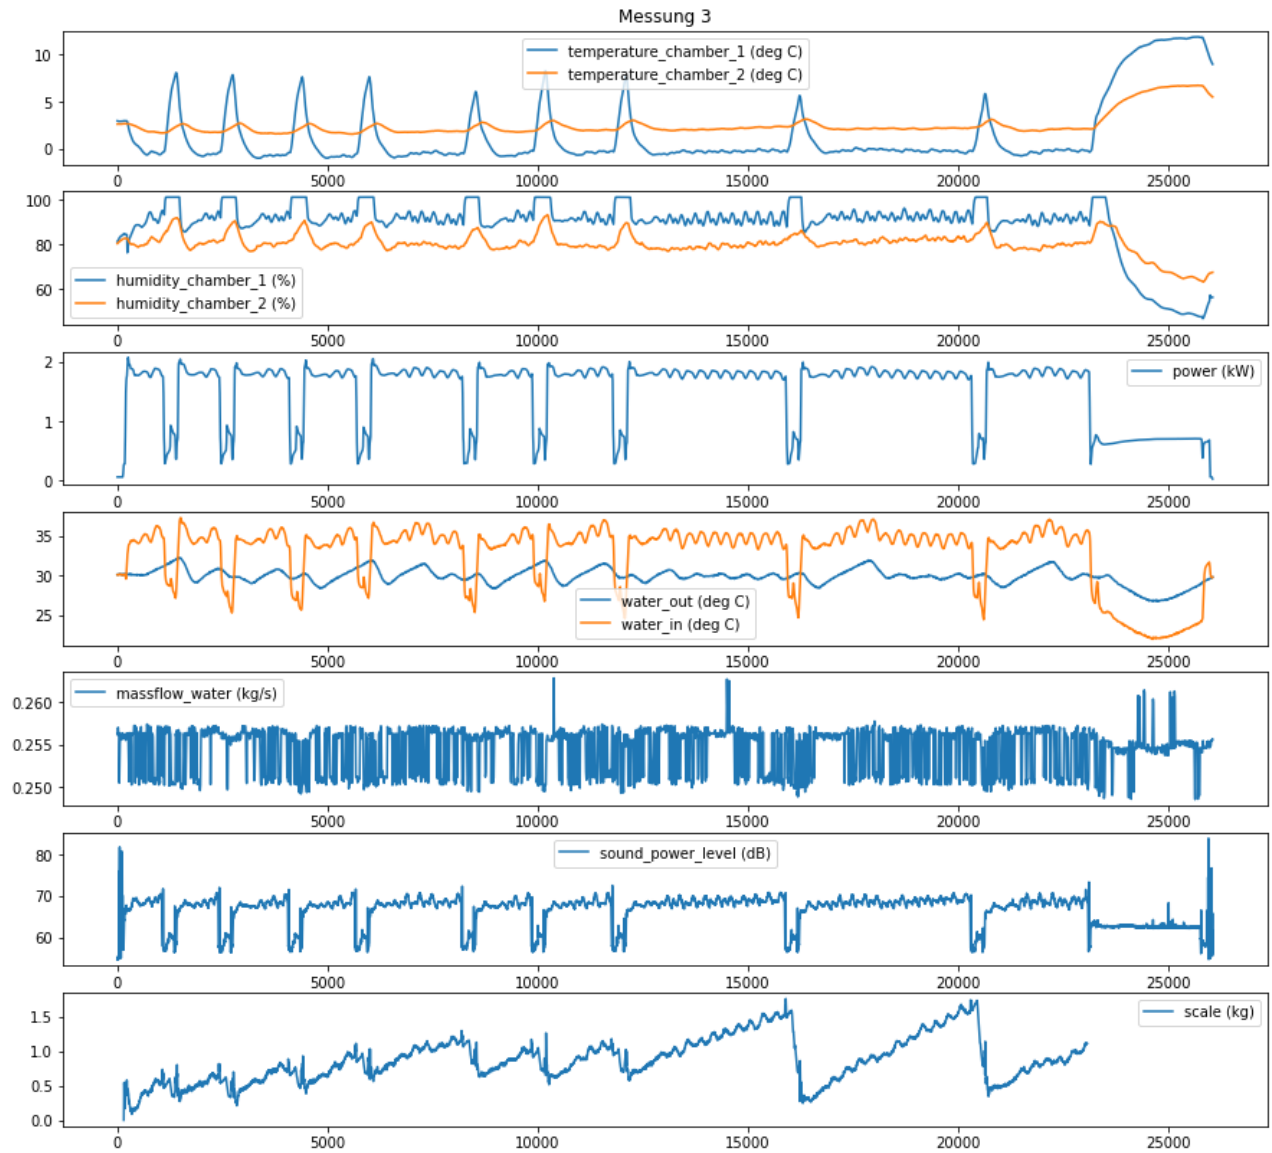 Messung 3
10
5
0
temperature_chamber_1 (deg C)
temperature_chamber_2 (deg C)
0 5000 10000 15000 20000 25000
100
80
60
humidity_chamber_1 (%)
humidity_chamber_2 (%)
0 5000 10000 15000 20000 25000
2
1
0
power (kW)
0 5000 10000 15000 20000 25000
35
30
25
water_out (deg C)
water_in (deg C)
0 5000 10000 15000 20000 25000
0.260
0.255
0.250
massflow_water (kg/s)
0 5000 10000 15000 20000 25000
80
70
60
sound_power_level (dB)
0 5000 10000 15000 20000 25000
1.5
1.0
0.5
0.0
scale (kg)
0 5000 10000 15000 20000 25000